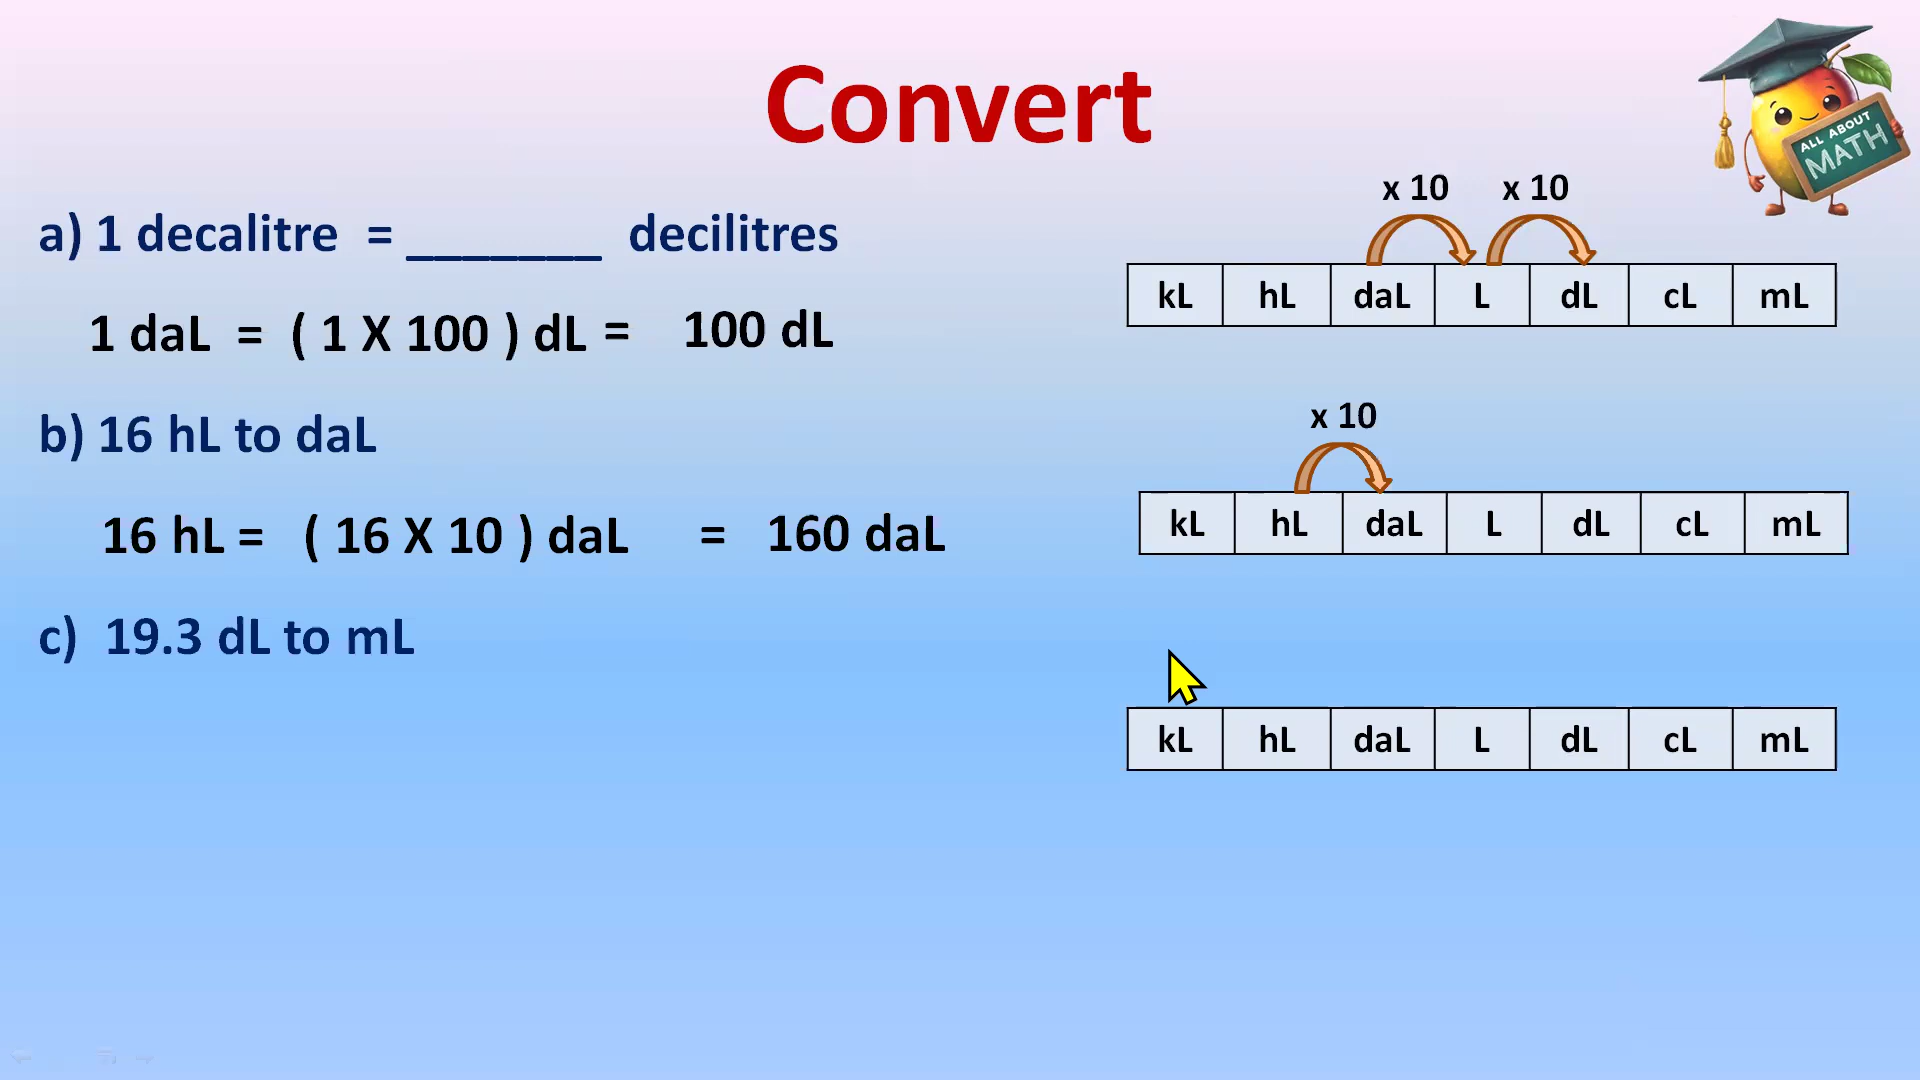 Convert
ALL ABOUT
MATH
a) 1 decalitre = _______ decilitres
x 10 x 10
kL hL daL L dL cL mL
1 daL = ( 1 X 100 ) dL = 100 dL
b) 16 hL to daL
x 10
kL hL daL L dL cL mL
16 hL = ( 16 X 10 ) daL = 160 daL
c) 19.3 dL to mL
kL hL daL L dL cL mL